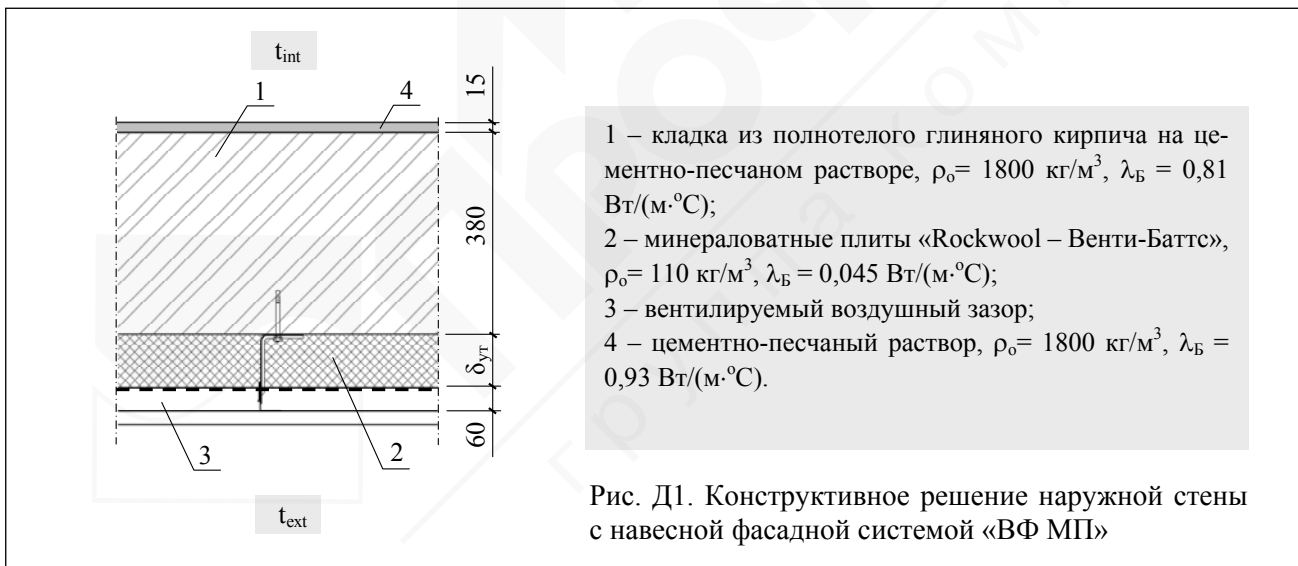 t_int
1
4
15
380
δ_ут
60
3
2
t_ext
1 – кладка из полнотелого глиняного кирпича на це-
ментно-песчаном растворе, ρ_о= 1800 кг/м³, λ_Б = 0,81
Вт/(м·°С);
2 – минераловатные плиты «Rockwool – Венти-Баттс»,
ρ_о= 110 кг/м³, λ_Б = 0,045 Вт/(м·°С);
3 – вентилируемый воздушный зазор;
4 – цементно-песчаный раствор, ρ_о= 1800 кг/м³, λ_Б =
0,93 Вт/(м·°С).
Рис. Д1. Конструктивное решение наружной стены
с навесной фасадной системой «ВФ МП»